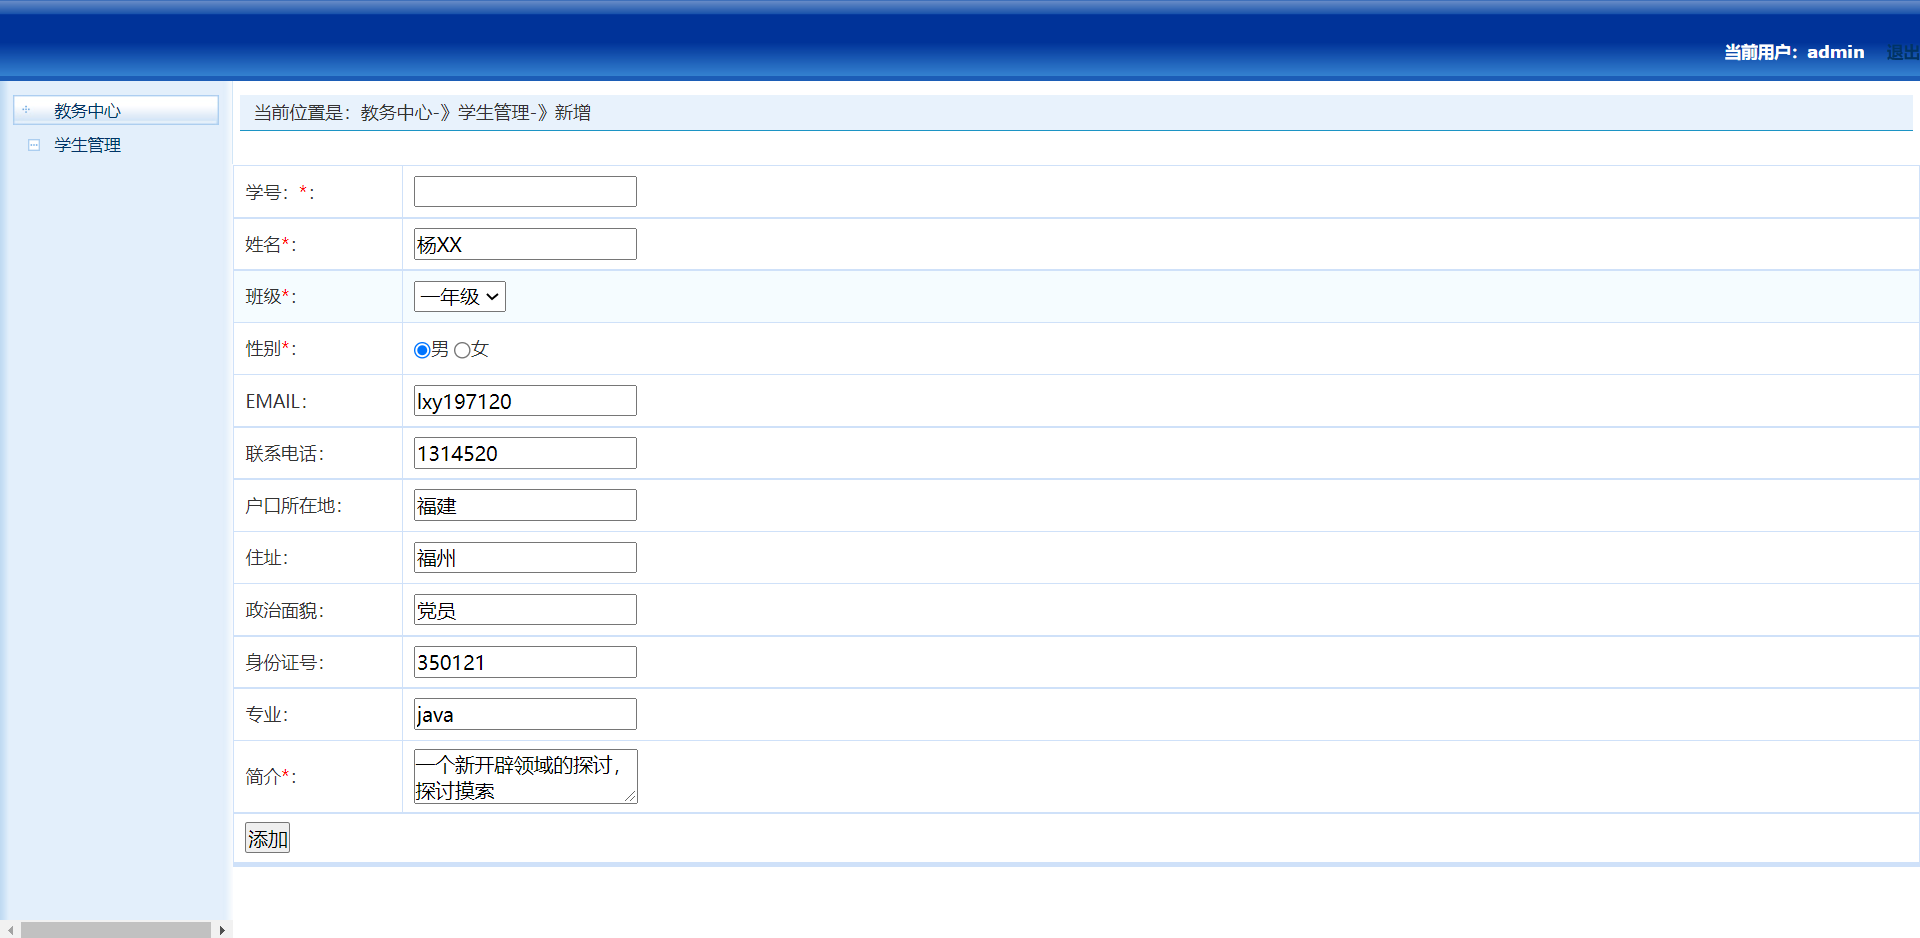 当前用户：admin 退出
教务中心
学生管理
当前位置是：教务中心-》学生管理-》新增
学号：*：
姓名*：
杨XX
班级*：
一年级
性别*：
男 女
EMAIL：
lxy197120
联系电话：
1314520
户口所在地：
福建
住址：
福州
政治面貌：
党员
身份证号：
350121
专业：
java
简介*：
一个新开辟领域的探讨，
探讨摸索
添加